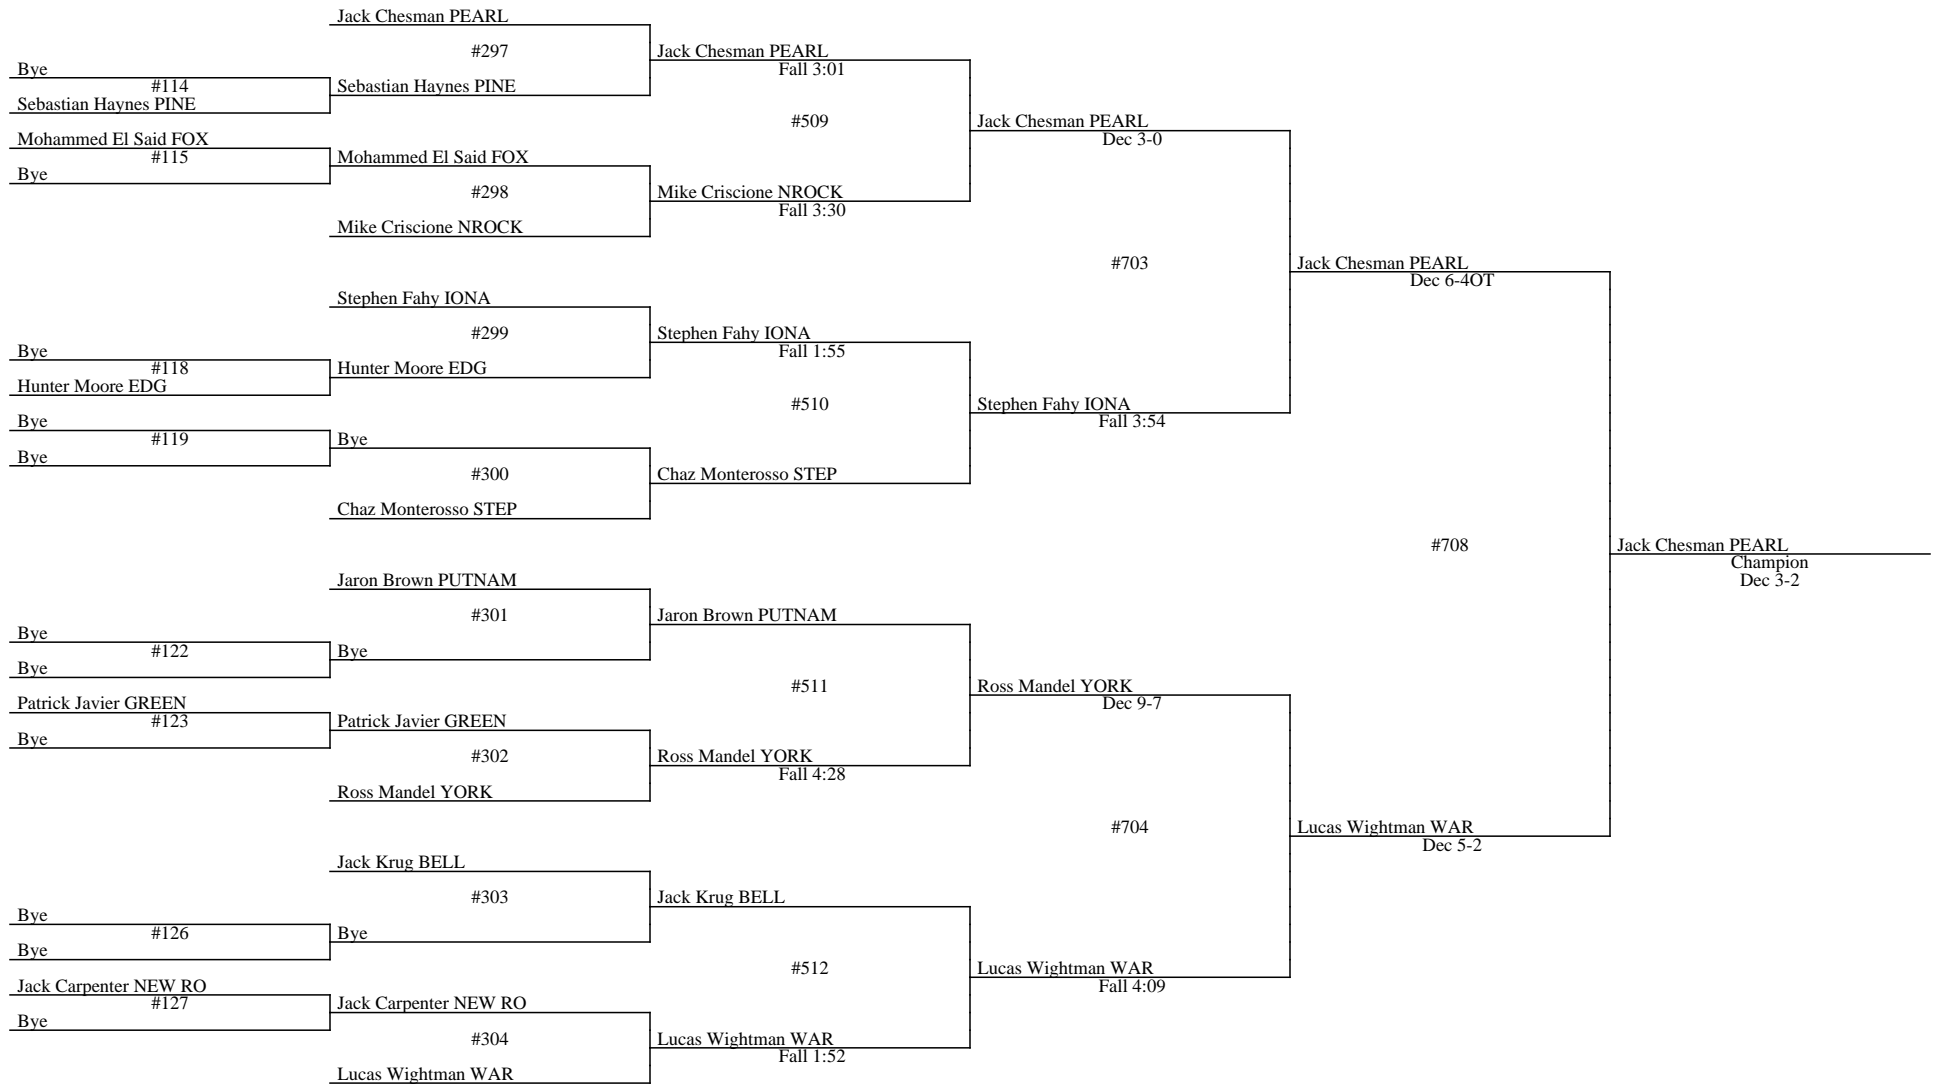 Jack Chesman PEARL
#297
Jack Chesman PEARL
Fall 3:01
Bye
#114
Sebastian Haynes PINE
Sebastian Haynes PINE
#509
Jack Chesman PEARL
Dec 3-0
Mohammed El Said FOX
#115
Bye
Mohammed El Said FOX
#298
Mike Criscione NROCK
Fall 3:30
Mike Criscione NROCK
#703
Jack Chesman PEARL
Dec 6-4OT
Stephen Fahy IONA
#299
Stephen Fahy IONA
Fall 1:55
Bye
#118
Hunter Moore EDG
Hunter Moore EDG
#510
Stephen Fahy IONA
Fall 3:54
Bye
#119
Bye
Bye
#300
Chaz Monterosso STEP
Chaz Monterosso STEP
#708
Jack Chesman PEARL
Champion
Dec 3-2
Jaron Brown PUTNAM
#301
Jaron Brown PUTNAM
Bye
#122
Bye
Bye
#511
Ross Mandel YORK
Dec 9-7
Patrick Javier GREEN
#123
Bye
Patrick Javier GREEN
#302
Ross Mandel YORK
Fall 4:28
Ross Mandel YORK
#704
Lucas Wightman WAR
Dec 5-2
Jack Krug BELL
#303
Jack Krug BELL
Bye
#126
Bye
Bye
#512
Lucas Wightman WAR
Fall 4:09
Jack Carpenter NEW RO
#127
Bye
Jack Carpenter NEW RO
#304
Lucas Wightman WAR
Fall 1:52
Lucas Wightman WAR